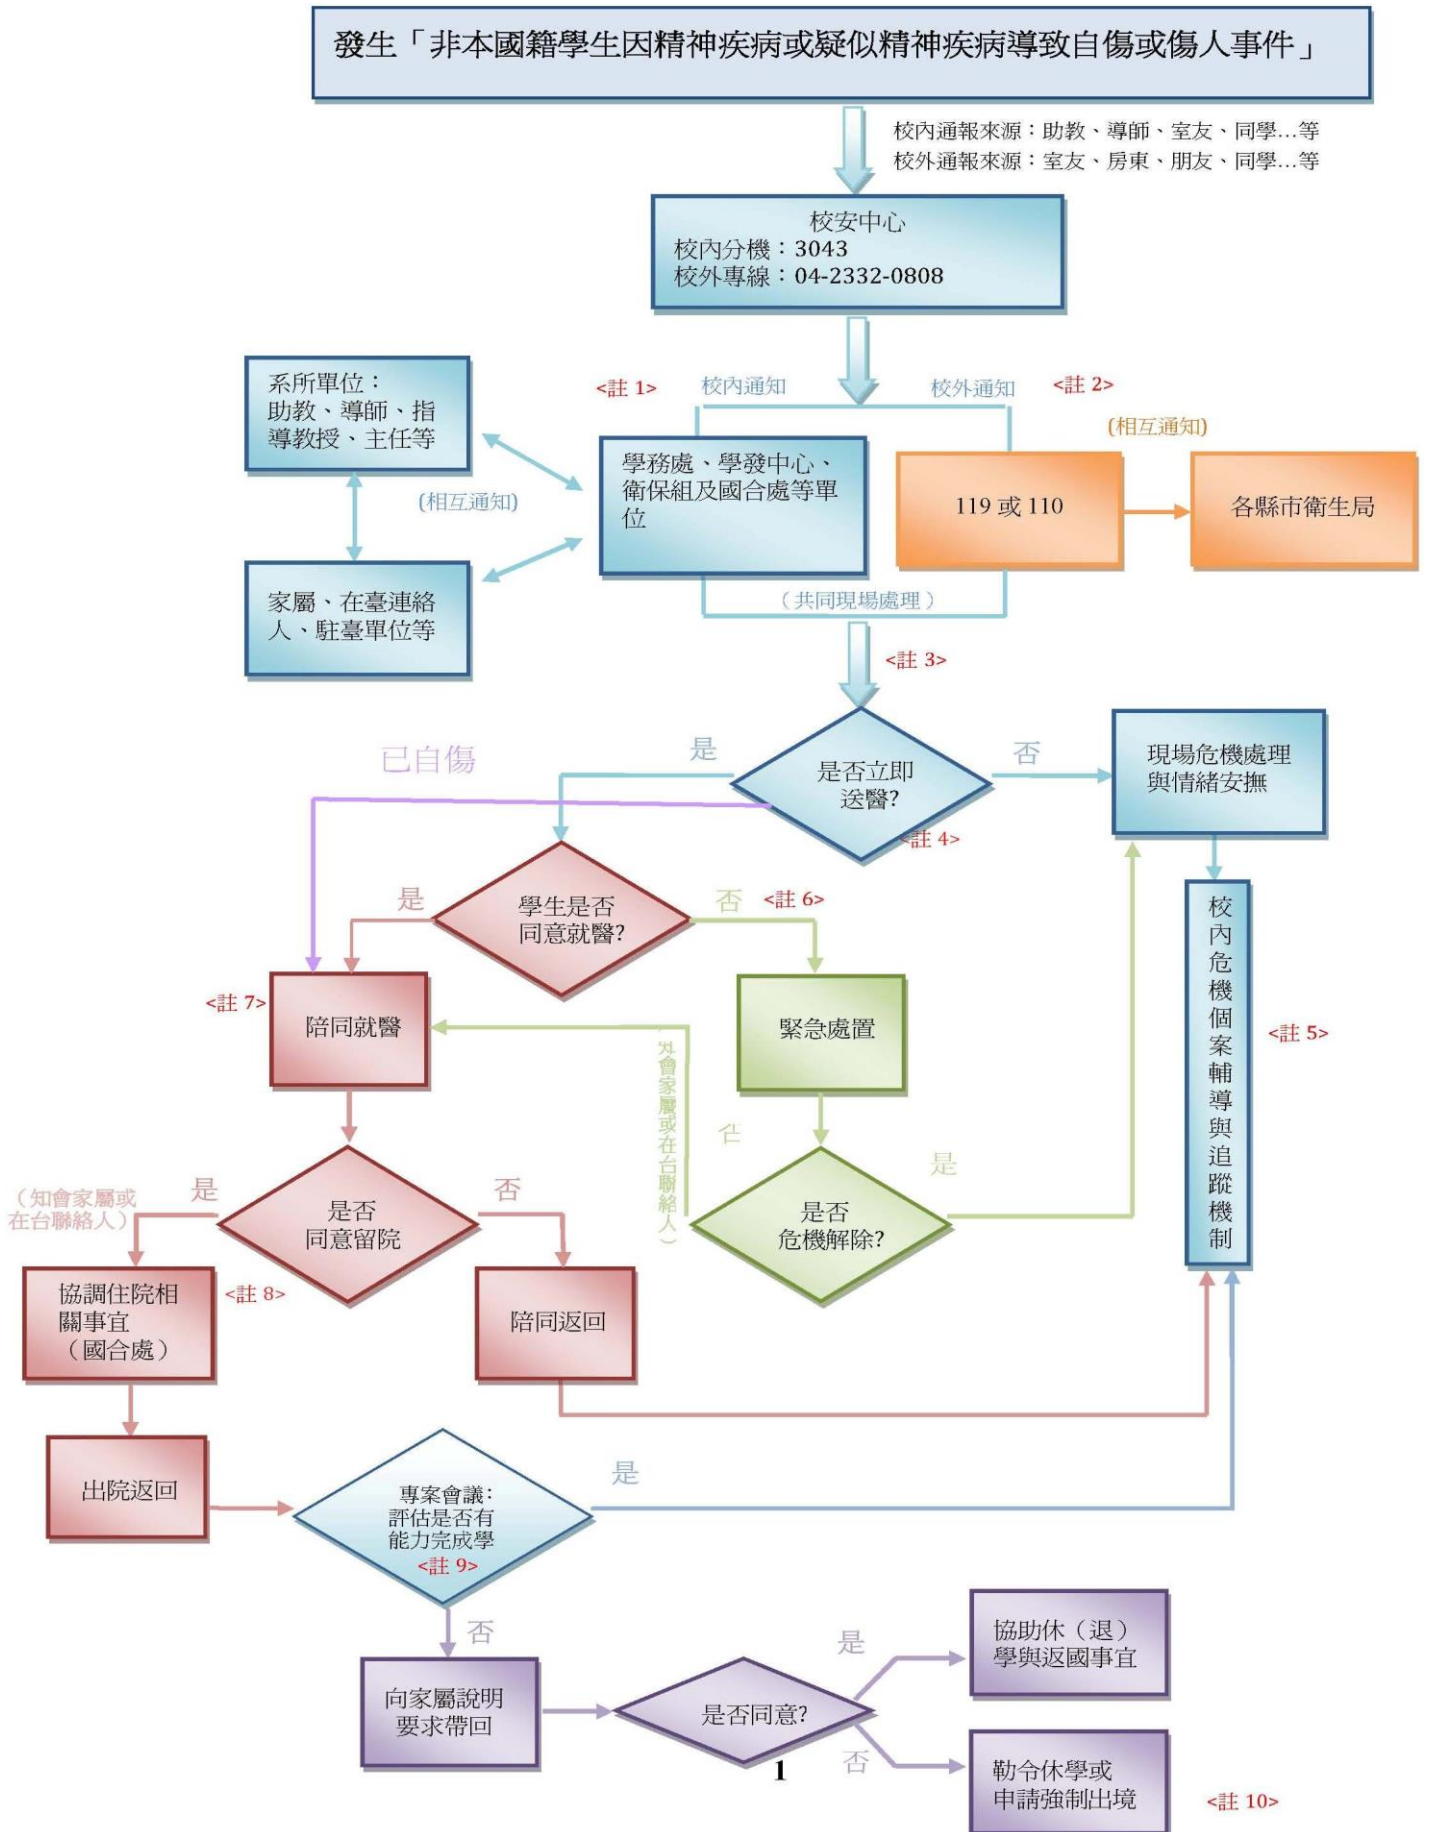 發生「非本國籍學生因精神疾病或疑似精神疾病導致自傷或傷人事件」
校內通報來源：助教、導師、室友、同學...等
校外通報來源：室友、房東、朋友、同學...等
校安中心
校內分機：3043
校外專線：04-2332-0808
系所單位：
助教、導師、指
導教授、主任等
<註 1>
校內通知
校外通知
<註 2>
(相互通知)
(相互通知)
學務處、學發中心、
衛保組及國合處等單
位
119 或 110
各縣市衛生局
家屬、在臺連絡
人、駐臺單位等
（共同現場處理）
<註 3>
已自傷
是
是否立即
送醫?
否
現場危機處理
與情緒安撫
<註 4>
是
學生是否
同意就醫?
否
<註 6>
校內危機個案輔導與追蹤機制
<註 5>
<註 7>
陪同就醫
緊急處置
會家屬或在台聯絡人）
是否
危機解除?
是
（知會家屬或
在台聯絡人）
是
是否
同意留院
否
協調住院相
關事宜
（國合處）
<註 8>
陪同返回
出院返回
專案會議：
評估是否有
能力完成學
<註 9>
是
否
向家屬說明
要求帶回
是否同意?
是
協助休（退）
學與返國事宜
否
勒令休學或
申請強制出境
<註 10>
1